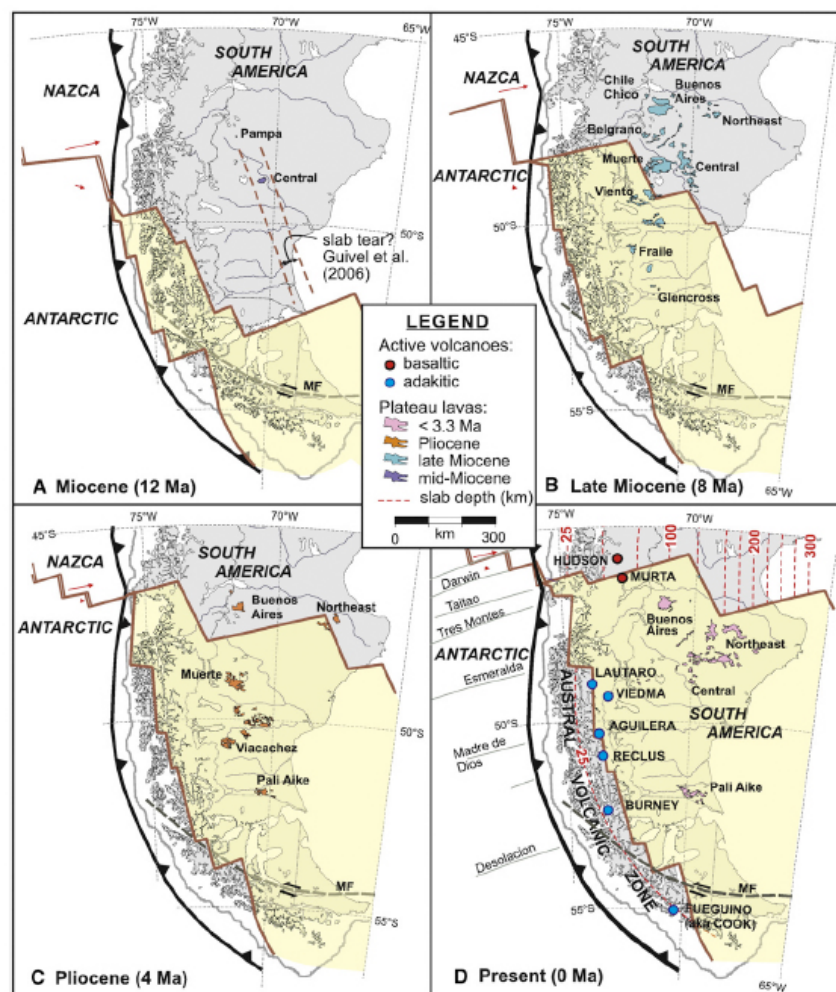 75°W
70°W
65°W
SOUTH
AMERICA
NAZCA
Pampa
Central
50°S
slab tear?
Guivel et al.
(2006)
ANTARCTIC
MF
A Miocene (12 Ma)
45°S
75°W
70°W
SOUTH
AMERICA
NAZCA
Chile
Chico
Buenos
Aires
Northeast
Belgrano
Muerte
Central
ANTARCTIC
Viento
50°S
Fraile
Glencross
MF
55°S
B Late Miocene (8 Ma)
65°W
LEGEND
Active volcanoes:
basaltic
adakitic
Plateau lavas:
< 3.3 Ma
Pliocene
late Miocene
mid-Miocene
slab depth (km)
0 300
km
45°S
75°W
70°W
NAZCA
SOUTH
AMERICA
Buenos
Aires
Northeast
ANTARCTIC
Muerte
50°S
Viacachez
Pali Aike
MF
55°S
C Pliocene (4 Ma)
75°W
70°W
25
100
200
300
HUDSON
MURTA
Darwin
Taitao
Tres Montes
Buenos
Aires
Northeast
ANTARCTIC
Central
Esmeralda
LAUTARO
VIEDMA
SOUTH
AMERICA
50°S
AGUILERA
RECLUS
25
AUSTRAL
VOLCANIC
ZONE
Madre de
Dios
Pali Aike
BURNEY
Desolacion
MF
55°S
FUEGUINO
(aka COOK)
D Present (0 Ma)
65°W